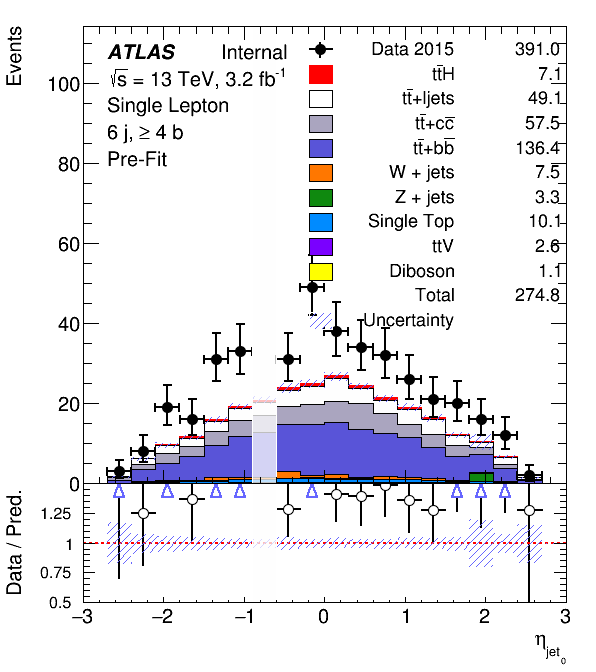 Events
ATLAS Internal
√s = 13 TeV, 3.2 fb⁻¹
Single Lepton
6 j, ≥ 4 b
Pre-Fit
Data 2015 391.0
tt̅H 7.1
tt̅+ljets 49.1
tt̅+cc̅ 57.5
tt̅+bb̅ 136.4
W + jets 7.5
Z + jets 3.3
Single Top 10.1
ttV 2.6
Diboson 1.1
Total 274.8
Uncertainty
100
80
60
40
20
0
Data / Pred.
1.25
1
0.75
0.5
−3 −2 −1 0 1 2 3
η_jet_0